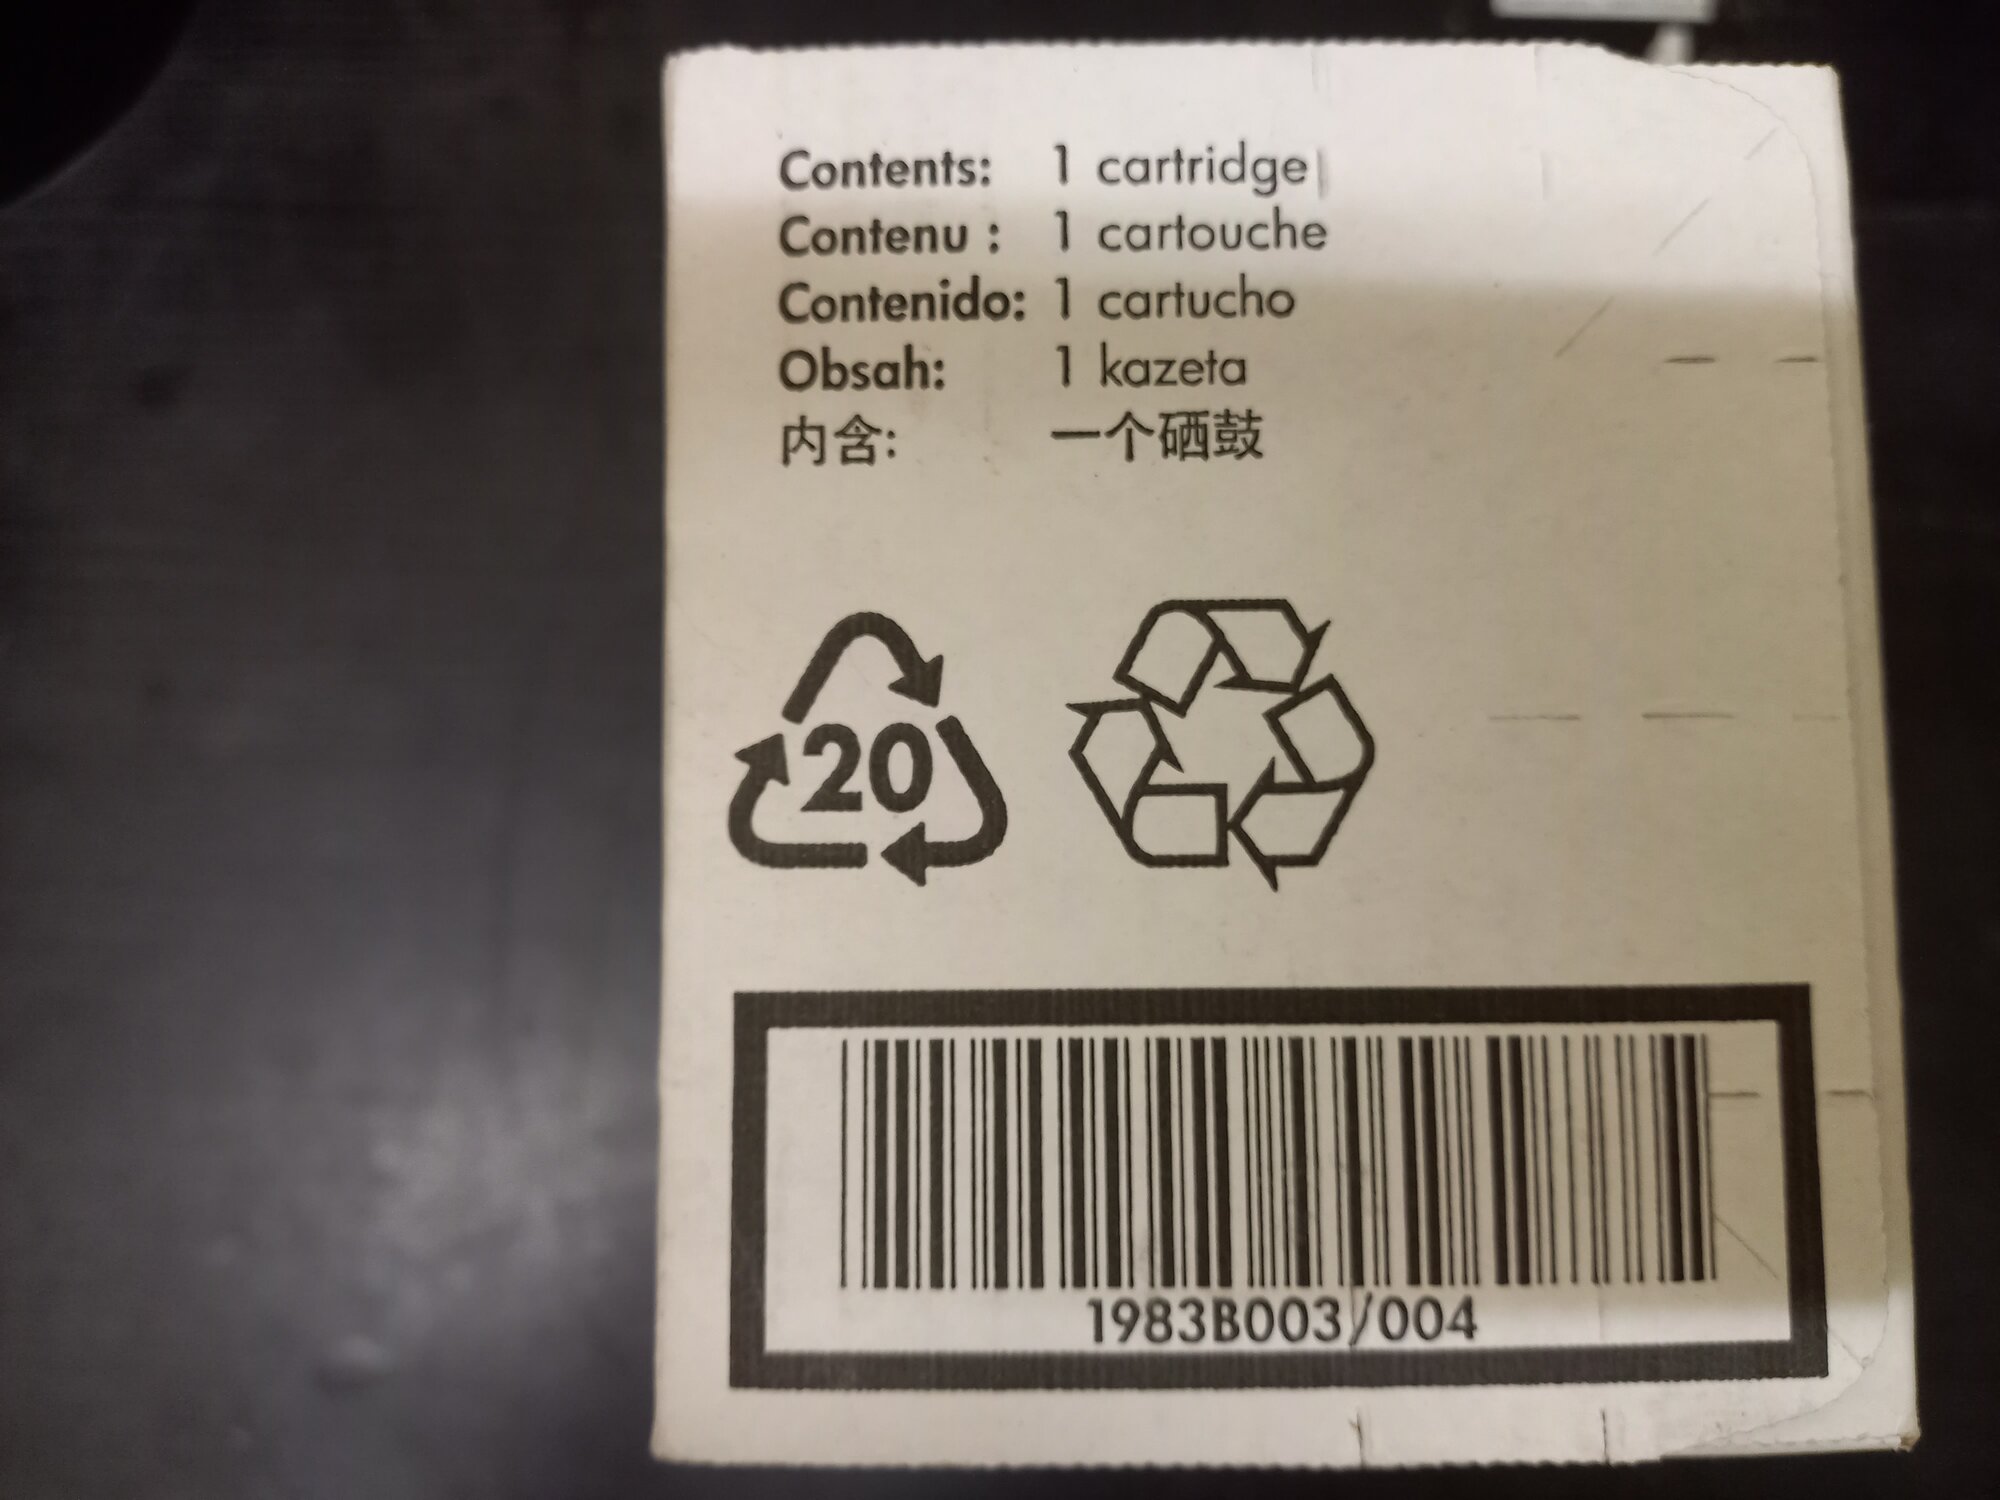 Contents: 1 cartridge
Contenu : 1 cartouche
Contenido: 1 cartucho
Obsah: 1 kazeta
内含: 一个硒鼓
20
1983B003/004